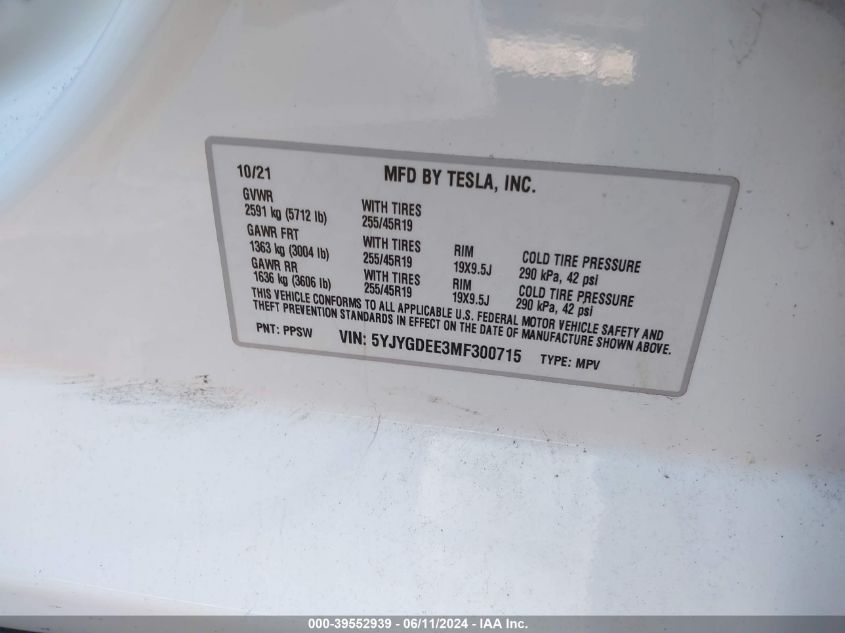 10/21 MFD BY TESLA, INC.
GVWR
2591 kg (5712 lb) WITH TIRES 255/45R19
GAWR FRT
1363 kg (3004 lb) WITH TIRES 255/45R19 RIM 19X9.5J COLD TIRE PRESSURE 290 kPa, 42 psi
GAWR RR
1636 kg (3606 lb) WITH TIRES 255/45R19 RIM 19X9.5J COLD TIRE PRESSURE 290 kPa, 42 psi
THIS VEHICLE CONFORMS TO ALL APPLICABLE U.S. FEDERAL MOTOR VEHICLE SAFETY AND
THEFT PREVENTION STANDARDS IN EFFECT ON THE DATE OF MANUFACTURE SHOWN ABOVE.
PNT: PPSW VIN: 5YJYGDEE3MF300715 TYPE: MPV
000-39552939 - 06/11/2024 - IAA Inc.